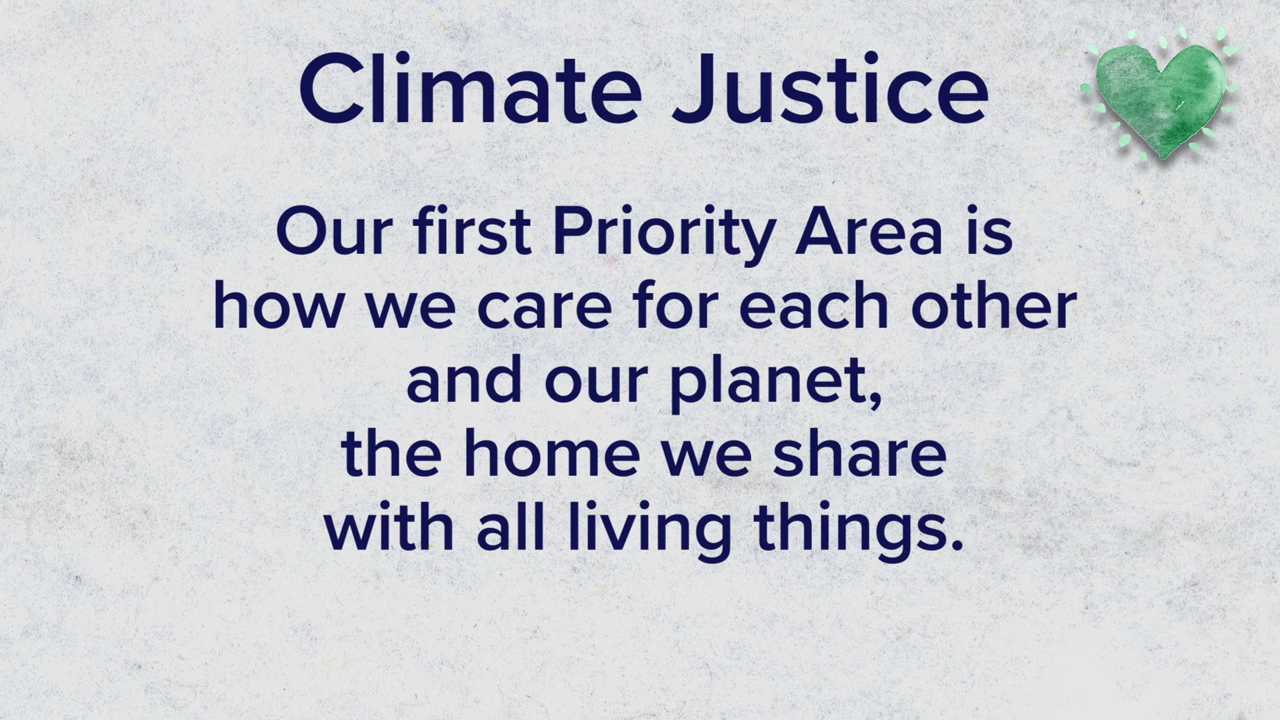 Climate Justice
Our first Priority Area is
how we care for each other
and our planet,
the home we share
with all living things.